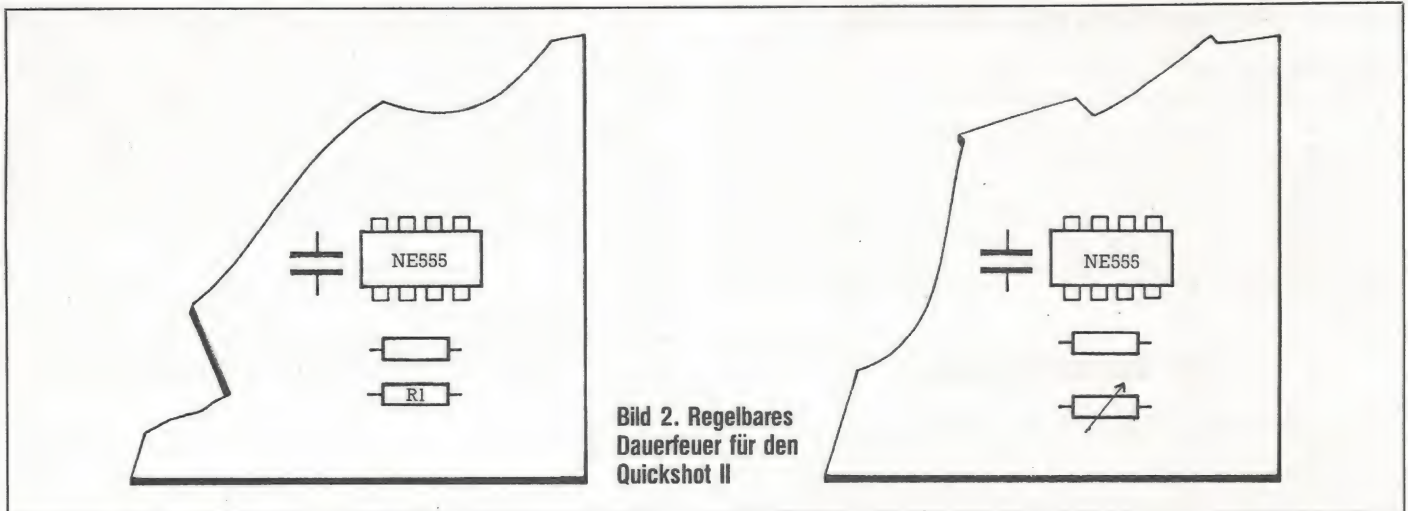 NE555
R1
Bild 2. Regelbares
Dauerfeuer für den
Quickshot II
NE555